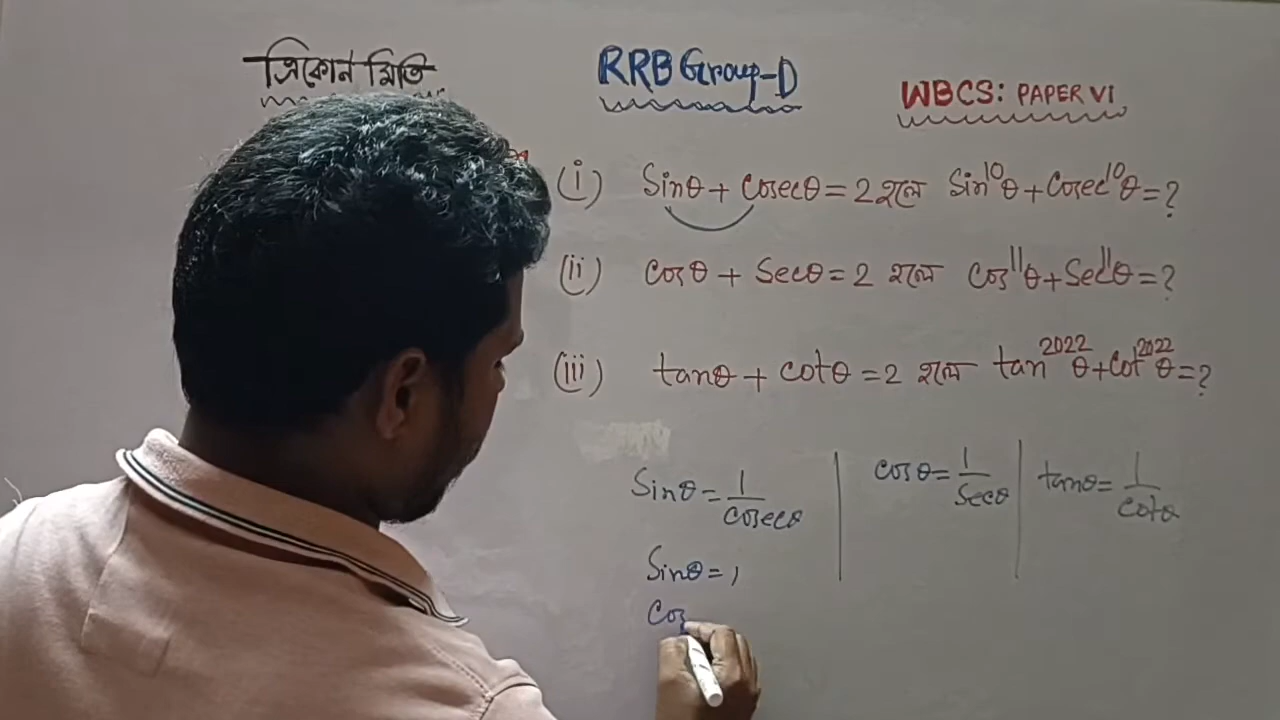 ত্রিকোন মিতি
RRB Group-D
WBCS: PAPER VI
(i) Sinθ + Cosecθ = 2 হলে Sin¹⁰θ + Cosec¹⁰θ = ?
(ii) Cosθ + Secθ = 2 হলে Cos¹¹θ + Sec¹¹θ = ?
(iii) tanθ + Cotθ = 2 হলে tan²⁰²²θ + Cot²⁰²²θ = ?
Sinθ = 1/Cosecθ
Cosθ = 1/Secθ
tanθ = 1/Cotθ
Sinθ = 1
Cos